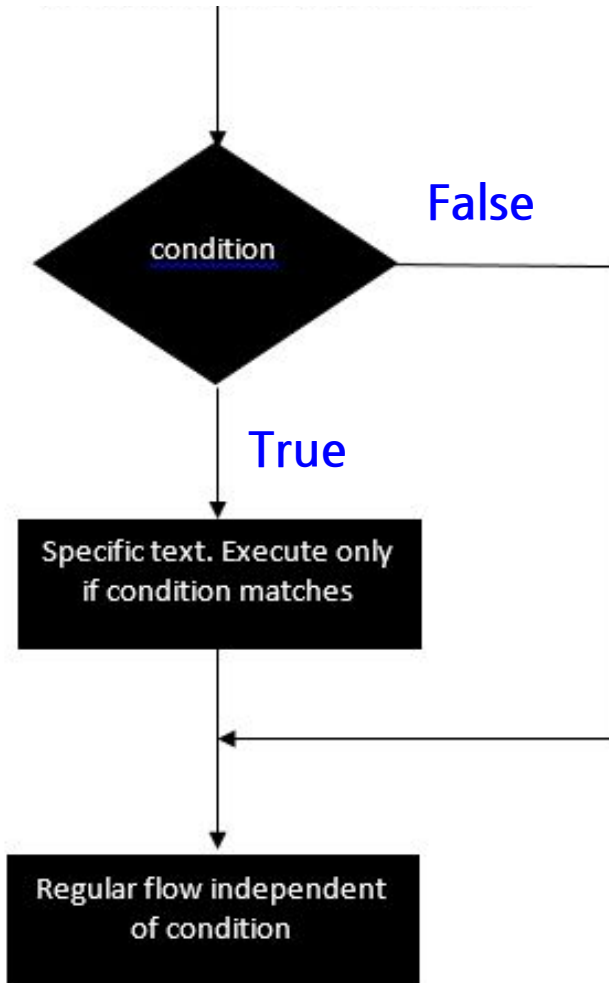 condition
False
True
Specific text. Execute only
if condition matches
Regular flow independent
of condition